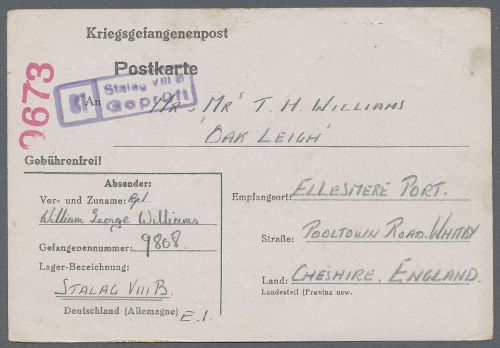 Kriegsgefangenenpost
Postkarte
Stalag VIII B
Geprüft
An Mr & Mrs T. H. WILLIAMS
'OAK LEIGH'
9673
Gebührenfrei!
Absender:
Vor- und Zuname: Rfl.
William George Williams
Gefangenennummer: 9808.
Lager-Bezeichnung:
STALAG VIII B.
Deutschland (Allemagne) E.1.
Empfangsort: ELLESMERE PORT.
Straße: POOLTOWN ROAD. WHITBY
Land: CHESHIRE. ENGLAND.
Landesteil (Provinz usw.